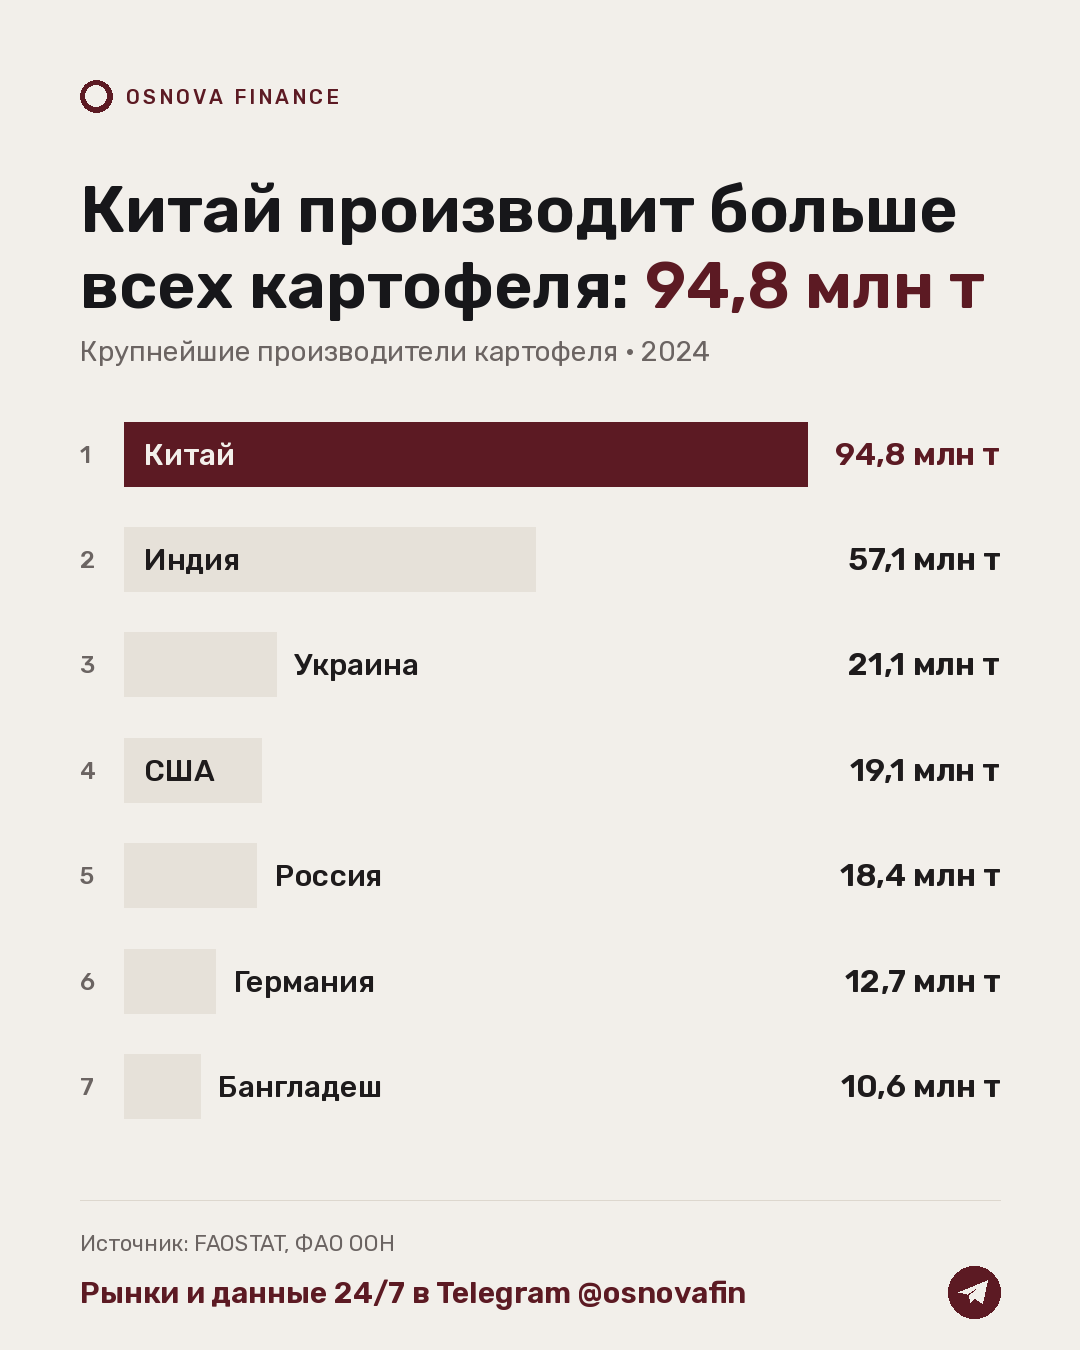 OSNOVA FINANCE
Китай производит больше
всех картофеля: 94,8 млн т
Крупнейшие производители картофеля • 2024
1 Китай 94,8 млн т
2 Индия 57,1 млн т
3 Украина 21,1 млн т
4 США 19,1 млн т
5 Россия 18,4 млн т
6 Германия 12,7 млн т
7 Бангладеш 10,6 млн т
Источник: FAOSTAT, ФАО ООН
Рынки и данные 24/7 в Telegram @osnovafin